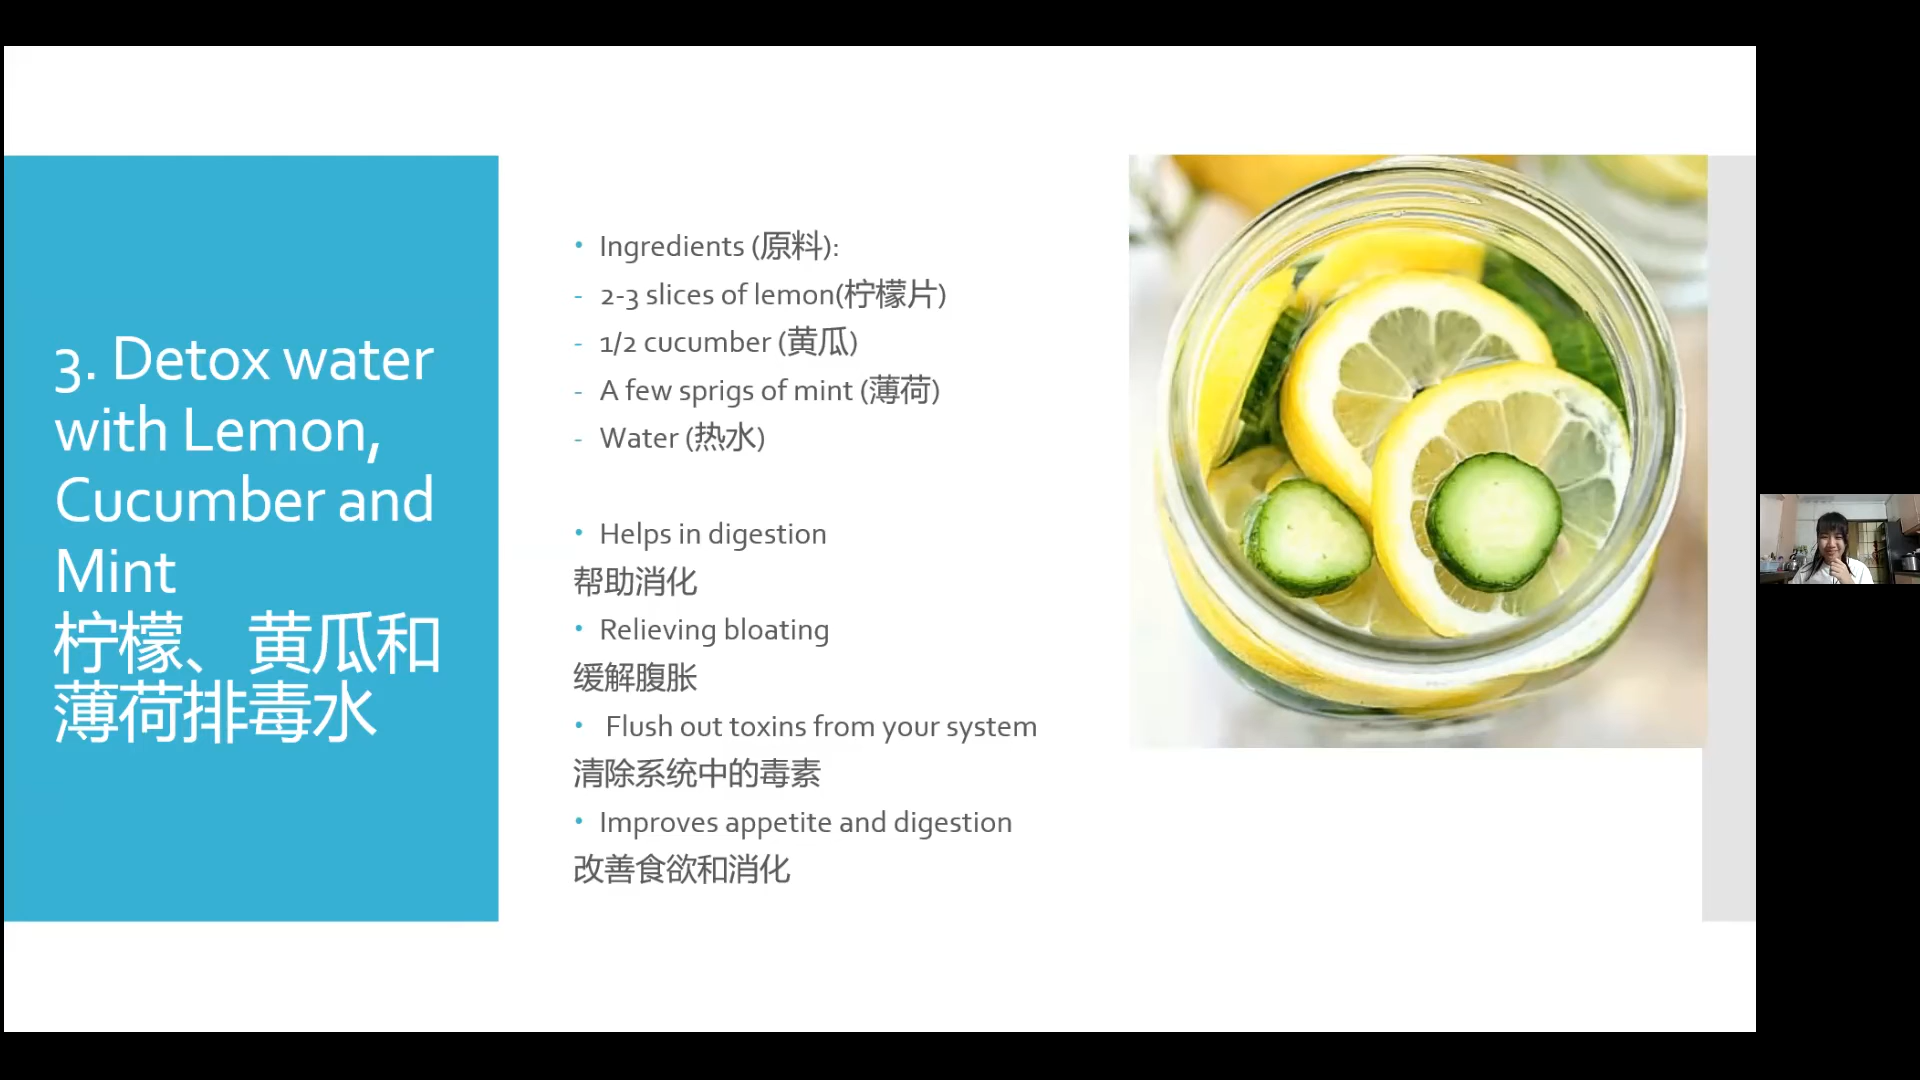 3. Detox water
with Lemon,
Cucumber and
Mint
柠檬、黄瓜和
薄荷排毒水
• Ingredients (原料):
- 2-3 slices of lemon(柠檬片)
- 1/2 cucumber (黄瓜)
- A few sprigs of mint (薄荷)
- Water (热水)
• Helps in digestion
帮助消化
• Relieving bloating
缓解腹胀
• Flush out toxins from your system
清除系统中的毒素
• Improves appetite and digestion
改善食欲和消化